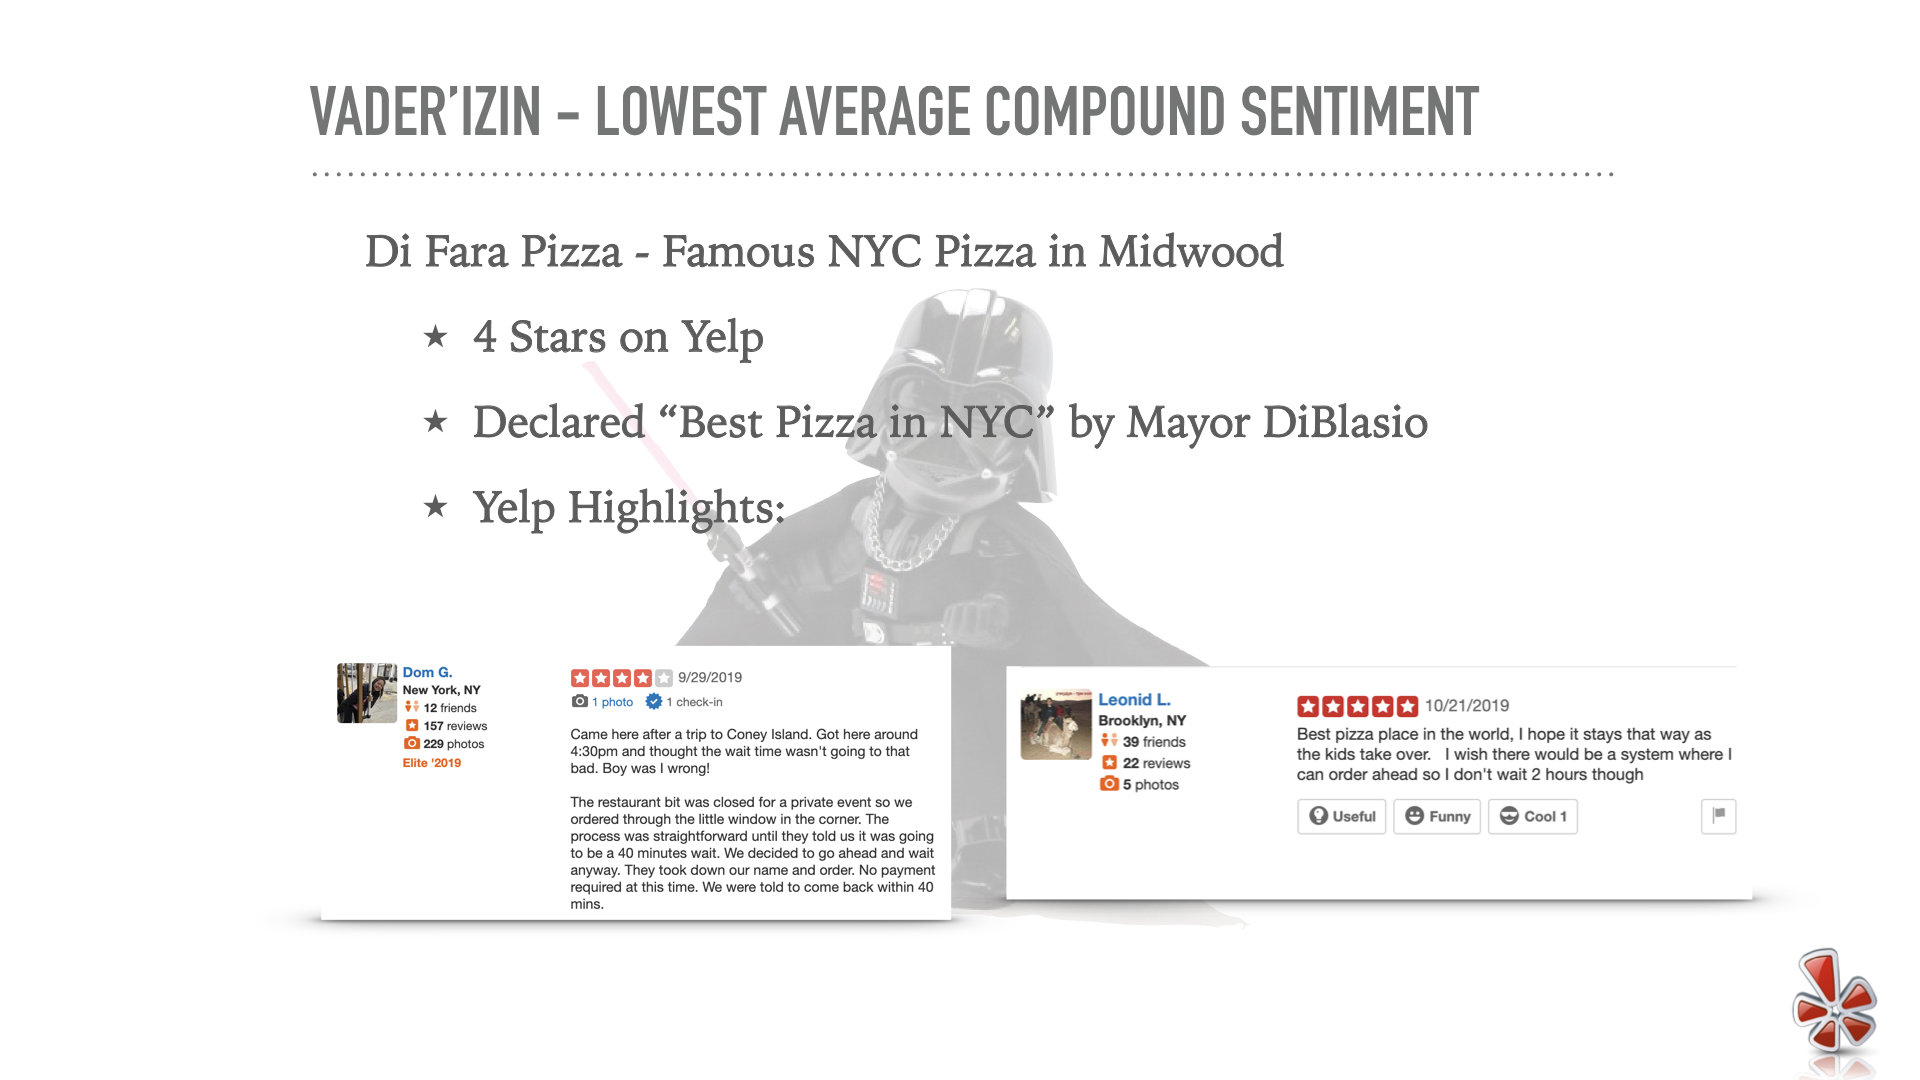 VADER’IZIN – LOWEST AVERAGE COMPOUND SENTIMENT
Di Fara Pizza - Famous NYC Pizza in Midwood
★ 4 Stars on Yelp
★ Declared “Best Pizza in NYC” by Mayor DiBlasio
★ Yelp Highlights:
Dom G.
New York, NY
12 friends
157 reviews
229 photos
Elite '2019
9/29/2019
1 photo 1 check-in
Came here after a trip to Coney Island. Got here around
4:30pm and thought the wait time wasn't going to that
bad. Boy was I wrong!
The restaurant bit was closed for a private event so we
ordered through the little window in the corner. The
process was straightforward until they told us it was going
to be a 40 minutes wait. We decided to go ahead and wait
anyway. They took down our name and order. No payment
required at this time. We were told to come back within 40
mins.
Leonid L.
Brooklyn, NY
39 friends
22 reviews
5 photos
10/21/2019
Best pizza place in the world, I hope it stays that way as
the kids take over.   I wish there would be a system where I
can order ahead so I don't wait 2 hours though
Useful Funny Cool 1